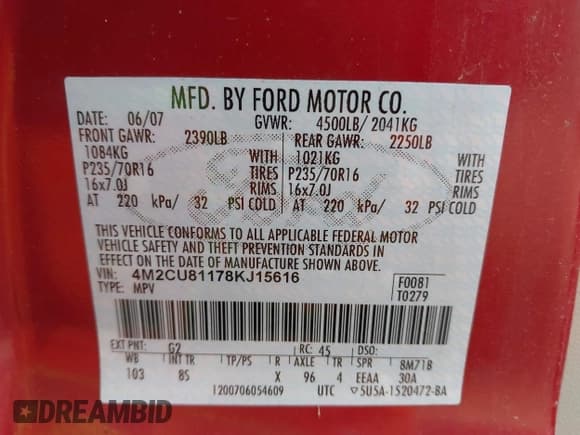 MFD. BY FORD MOTOR CO.
DATE: 06/07 GVWR: 4500LB/ 2041KG
FRONT GAWR: 2390LB REAR GAWR: 2250LB
1084KG WITH 1021KG WITH
P235/70R16 TIRES P235/70R16 TIRES
16x7.0J RIMS 16x7.0J RIMS
AT 220 kPa/ 32 PSI COLD AT 220 kPa/ 32 PSI COLD
THIS VEHICLE CONFORMS TO ALL APPLICABLE FEDERAL MOTOR
VEHICLE SAFETY AND THEFT PREVENTION STANDARDS IN
EFFECT ON THE DATE OF MANUFACTURE SHOWN ABOVE.
VIN: 4M2CU81178KJ15616 F0081
TYPE: MPV T0279
EXT PNT: G2 RC: 45 DSO:
WB INT TR TP/PS R AXLE TR SPR 8M718
103 85 X 96 4 EEAA 30A
1200706054609 UTC ▽5U5A-1520472-BA
Ford
DREAMBID